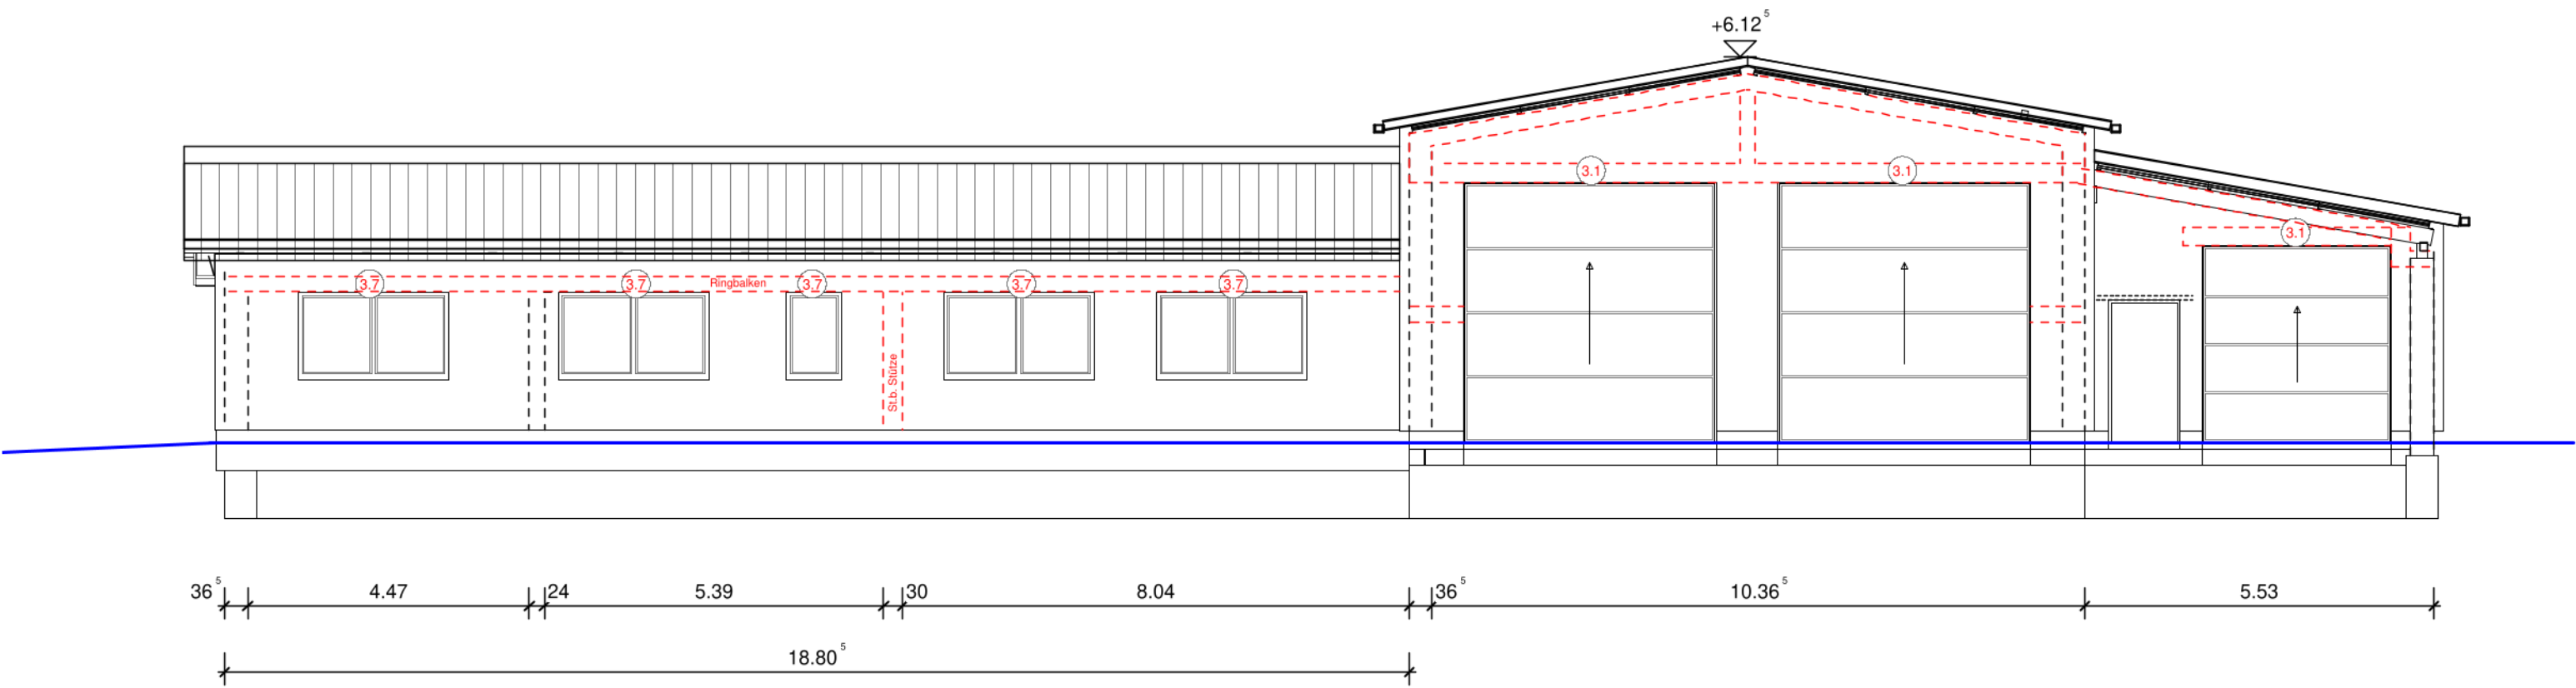 +6.12⁵
3.1 3.1
3.1
3.7 3.7 Ringbalken 3.7 3.7 3.7
St.b. Stütze
36⁵ 4.47 24 5.39 30 8.04 36⁵ 10.36⁵ 5.53
18.80⁵